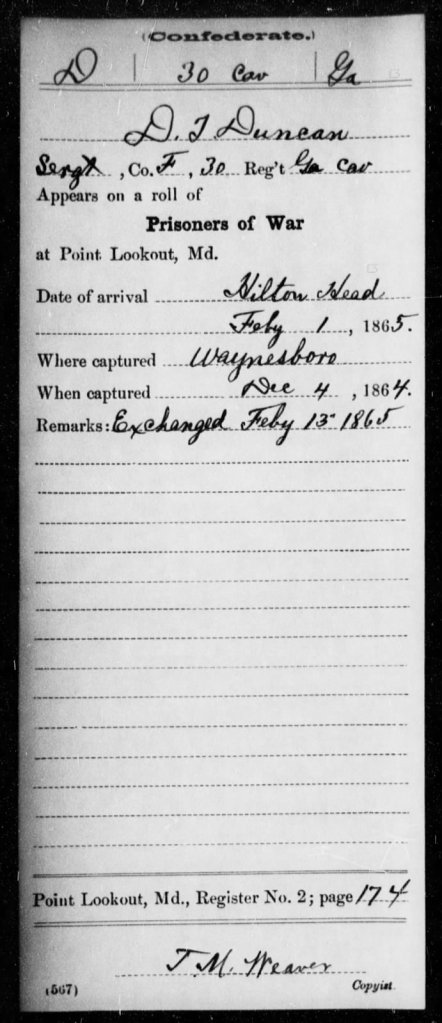 (Confederate.)
D | 30 Cav | Ga
D. T Duncan
Sergt, Co. F, 30 Reg't Ga Cav
Appears on a roll of
Prisoners of War
at Point Lookout, Md.
Date of arrival Hilton Head
Feby 1, 1865.
Where captured Waynesboro
When captured Dec 4, 1864.
Remarks: Exchanged Feby 13 1865
Point Lookout, Md., Register No. 2; page 174
T. M. Weaver
(567) Copyist.